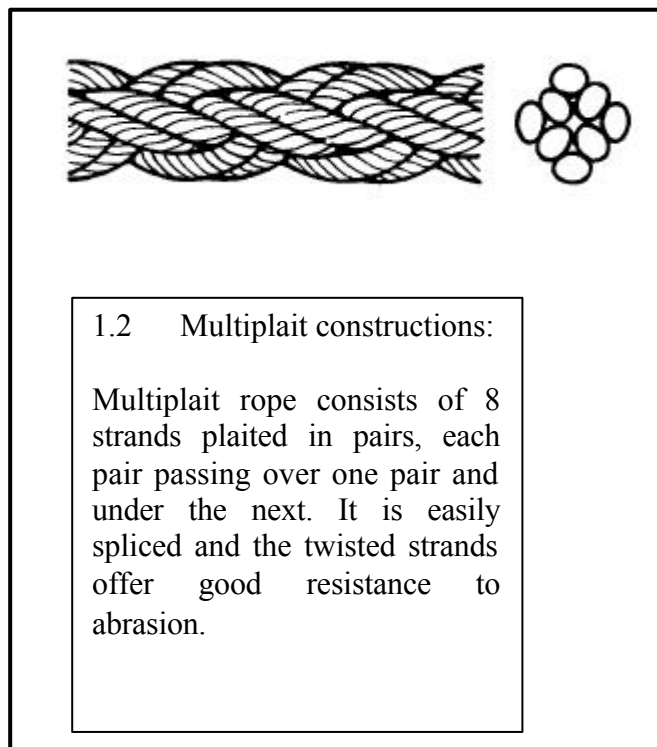 1.2 Multiplait constructions:
Multiplait rope consists of 8
strands plaited in pairs, each
pair passing over one pair and
under the next. It is easily
spliced and the twisted strands
offer good resistance to
abrasion.